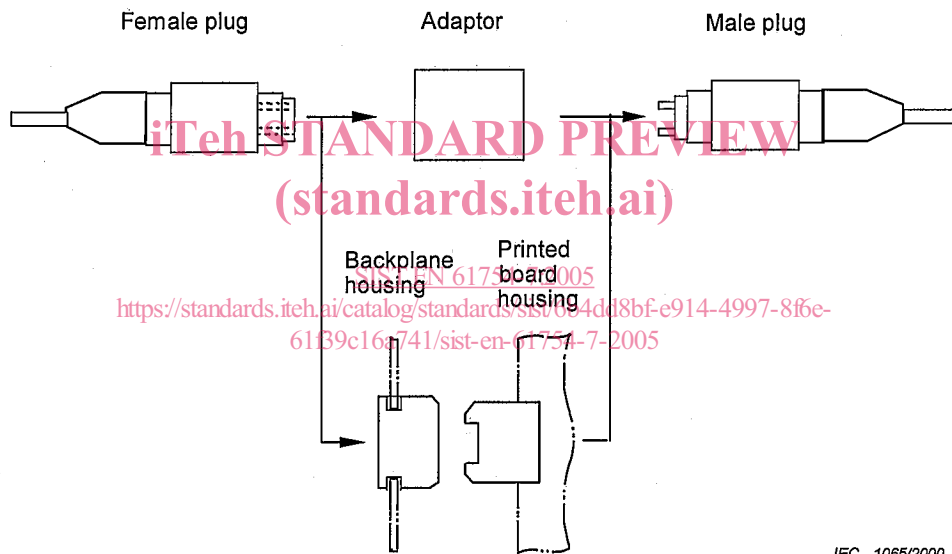 Female plug
Adaptor
Male plug
iTeh STANDARD PREVIEW
(standards.iteh.ai)
Backplane
housing
Printed
board
housing
SIST EN 61754-7:2005
https://standards.iteh.ai/catalog/standards/sist/6b4dd8bf-e914-4997-8f6e-
61f39c16a741/sist-en-61754-7-2005
IEC 1065/2000